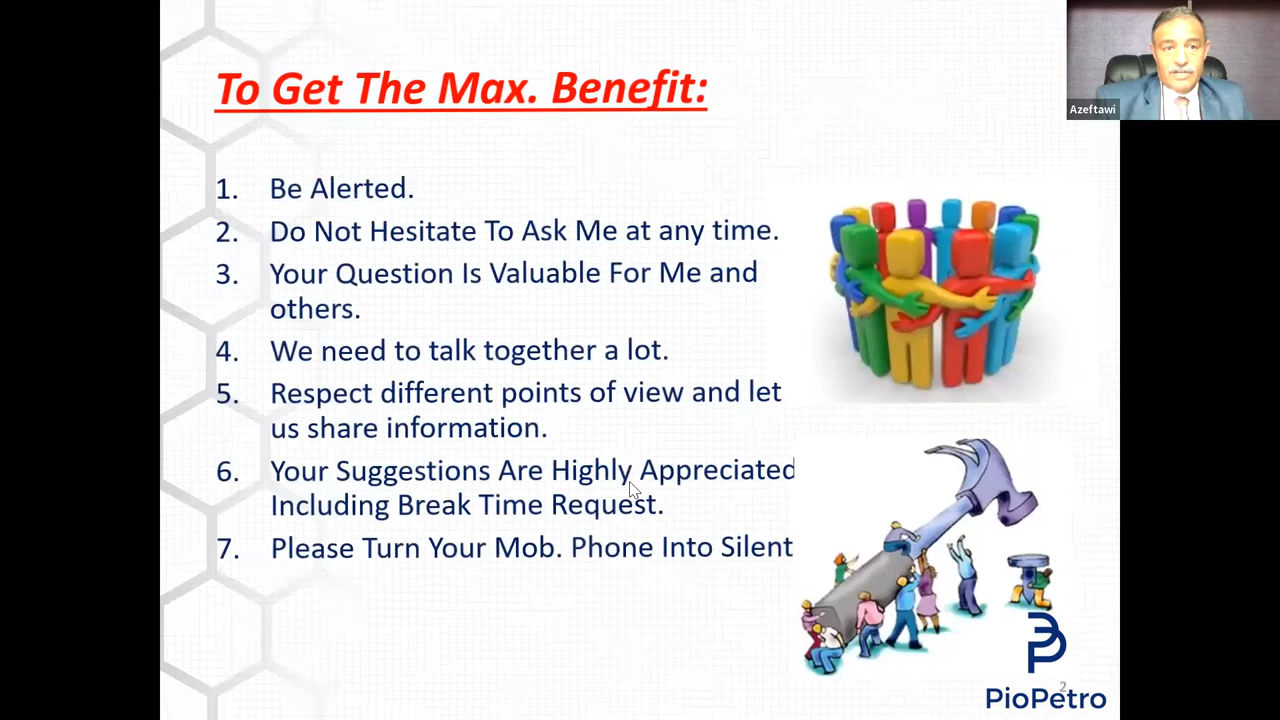 To Get The Max. Benefit:
Azeftawi
1. Be Alerted.
2. Do Not Hesitate To Ask Me at any time.
3. Your Question Is Valuable For Me and
others.
4. We need to talk together a lot.
5. Respect different points of view and let
us share information.
6. Your Suggestions Are Highly Appreciated
Including Break Time Request.
7. Please Turn Your Mob. Phone Into Silent
2
PioPetro